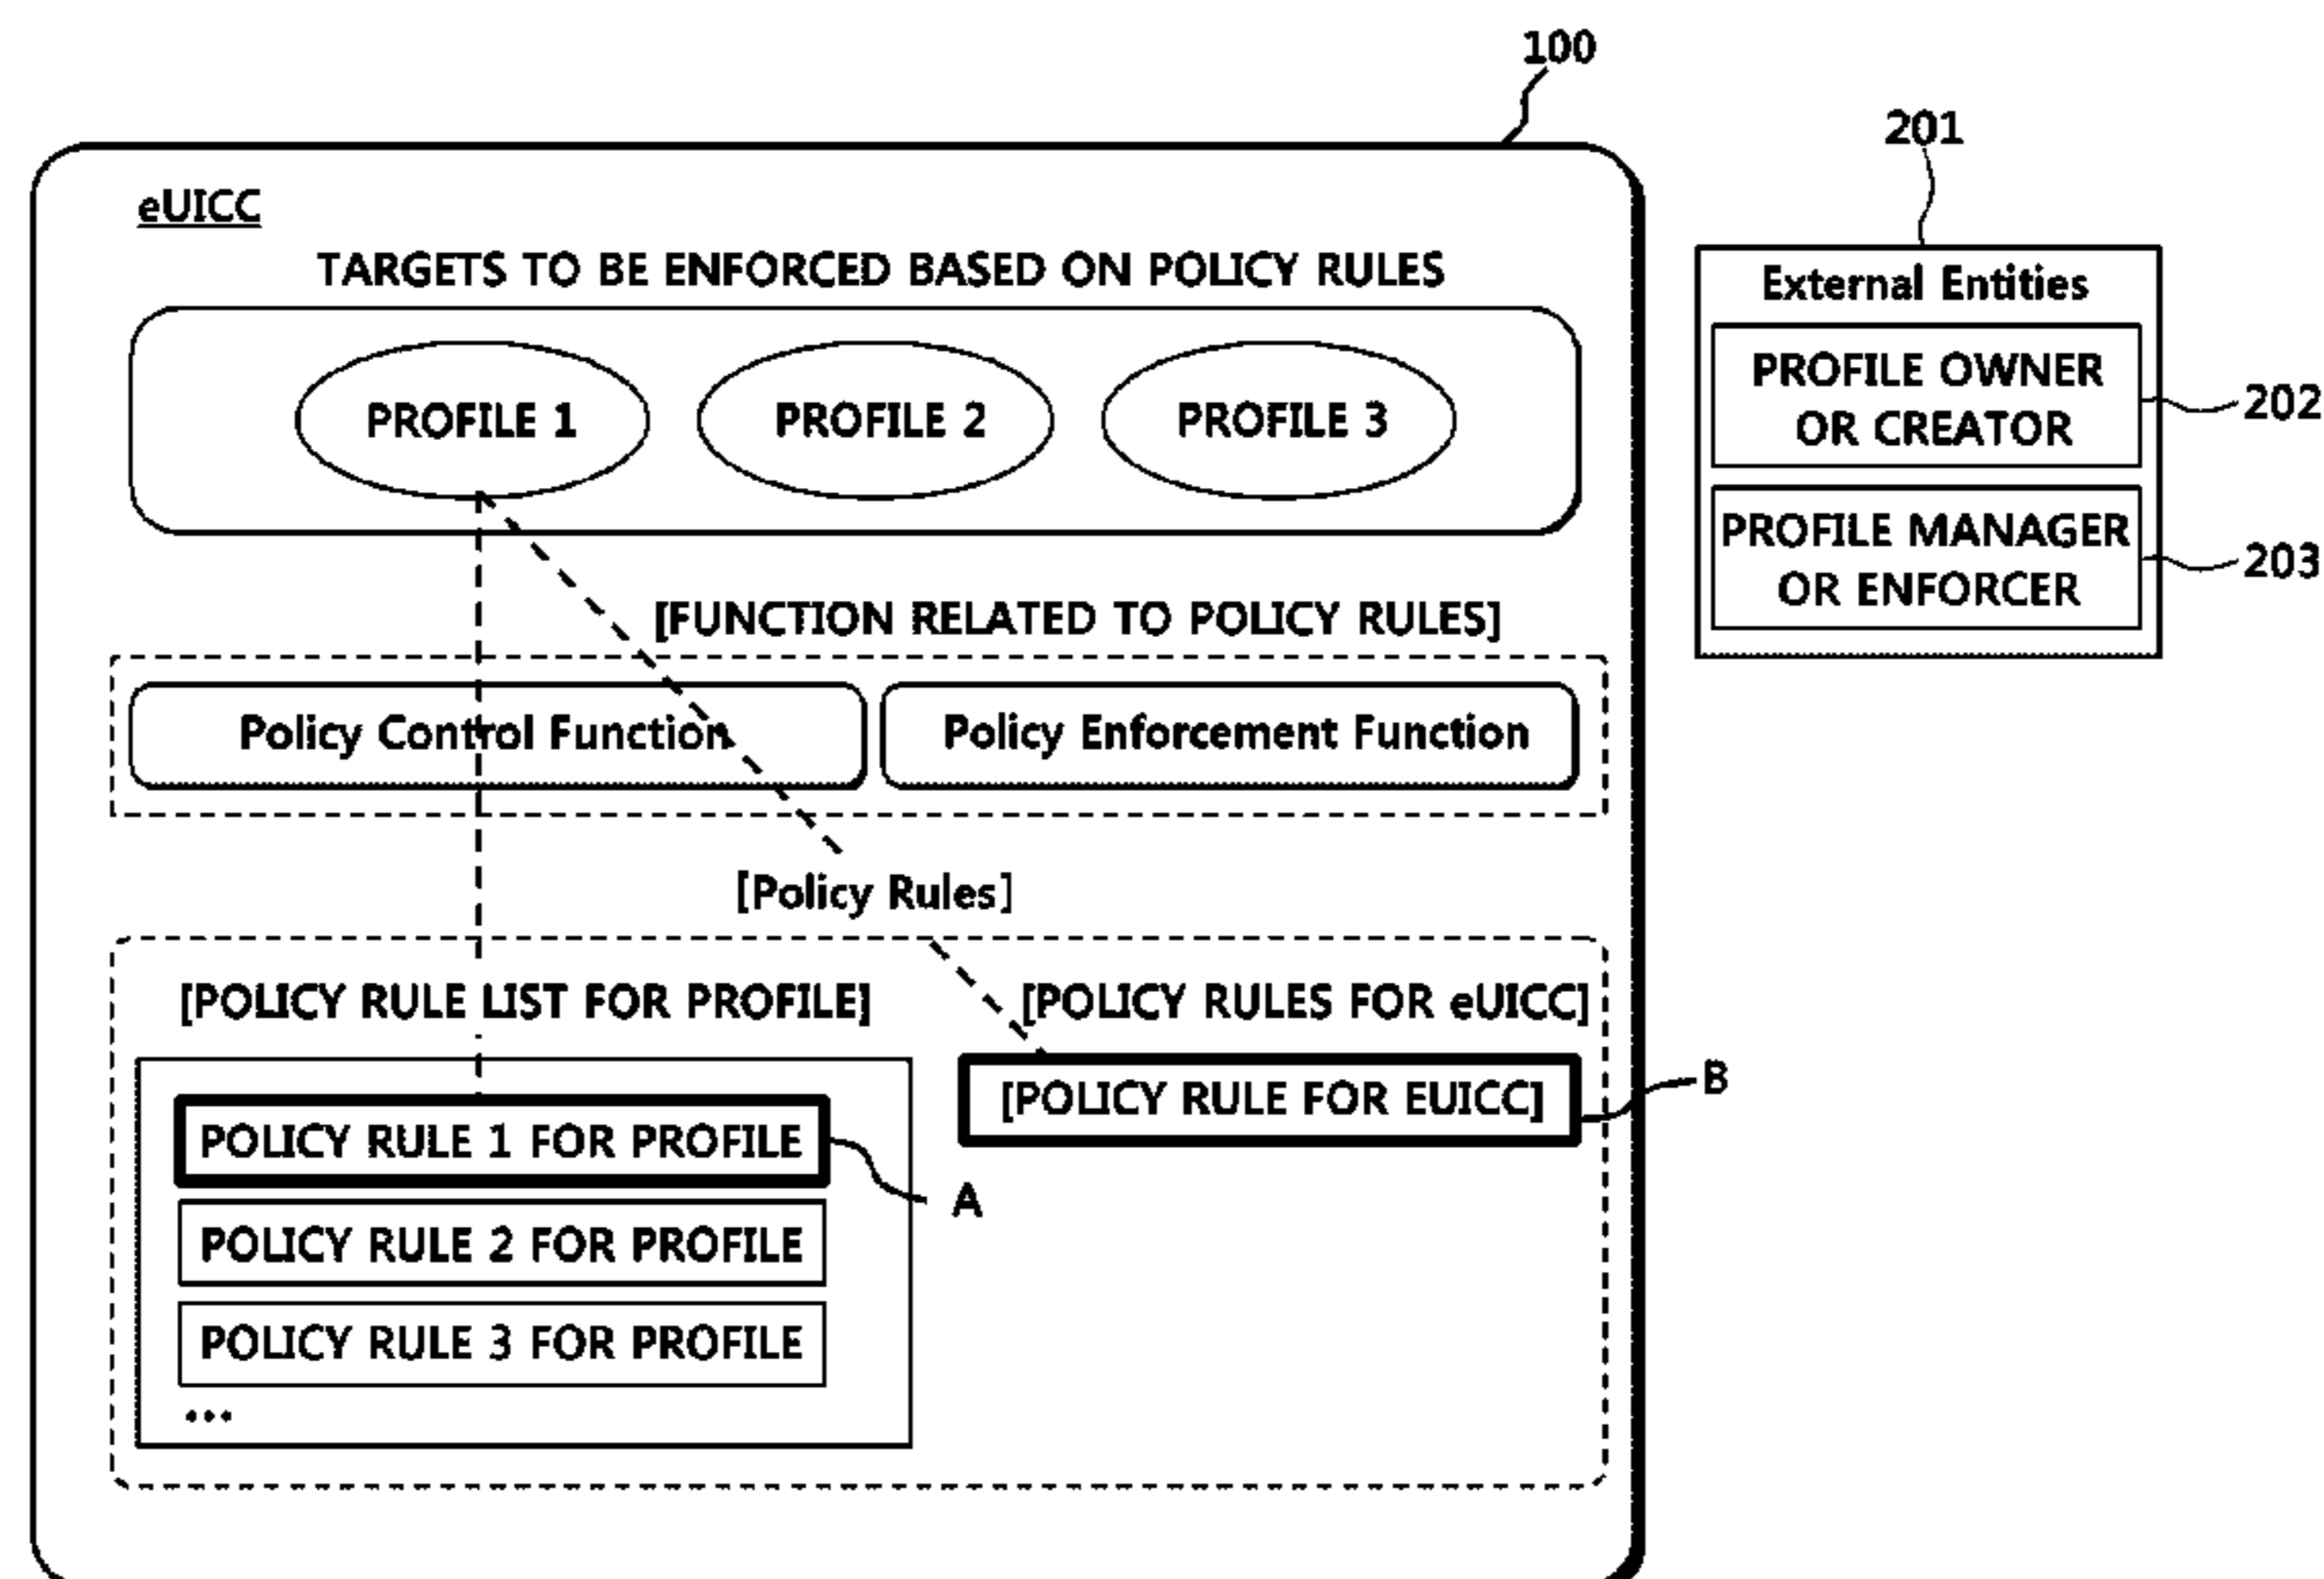 100
201
eUICC
TARGETS TO BE ENFORCED BASED ON POLICY RULES
PROFILE 1
PROFILE 2
PROFILE 3
External Entities
PROFILE OWNER
OR CREATOR
202
PROFILE MANAGER
OR ENFORCER
203
[FUNCTION RELATED TO POLICY RULES]
Policy Control Function
Policy Enforcement Function
[Policy Rules]
[POLICY RULE LIST FOR PROFILE]
[POLICY RULES FOR eUICC]
[POLICY RULE FOR EUICC]
B
POLICY RULE 1 FOR PROFILE
A
POLICY RULE 2 FOR PROFILE
POLICY RULE 3 FOR PROFILE
...